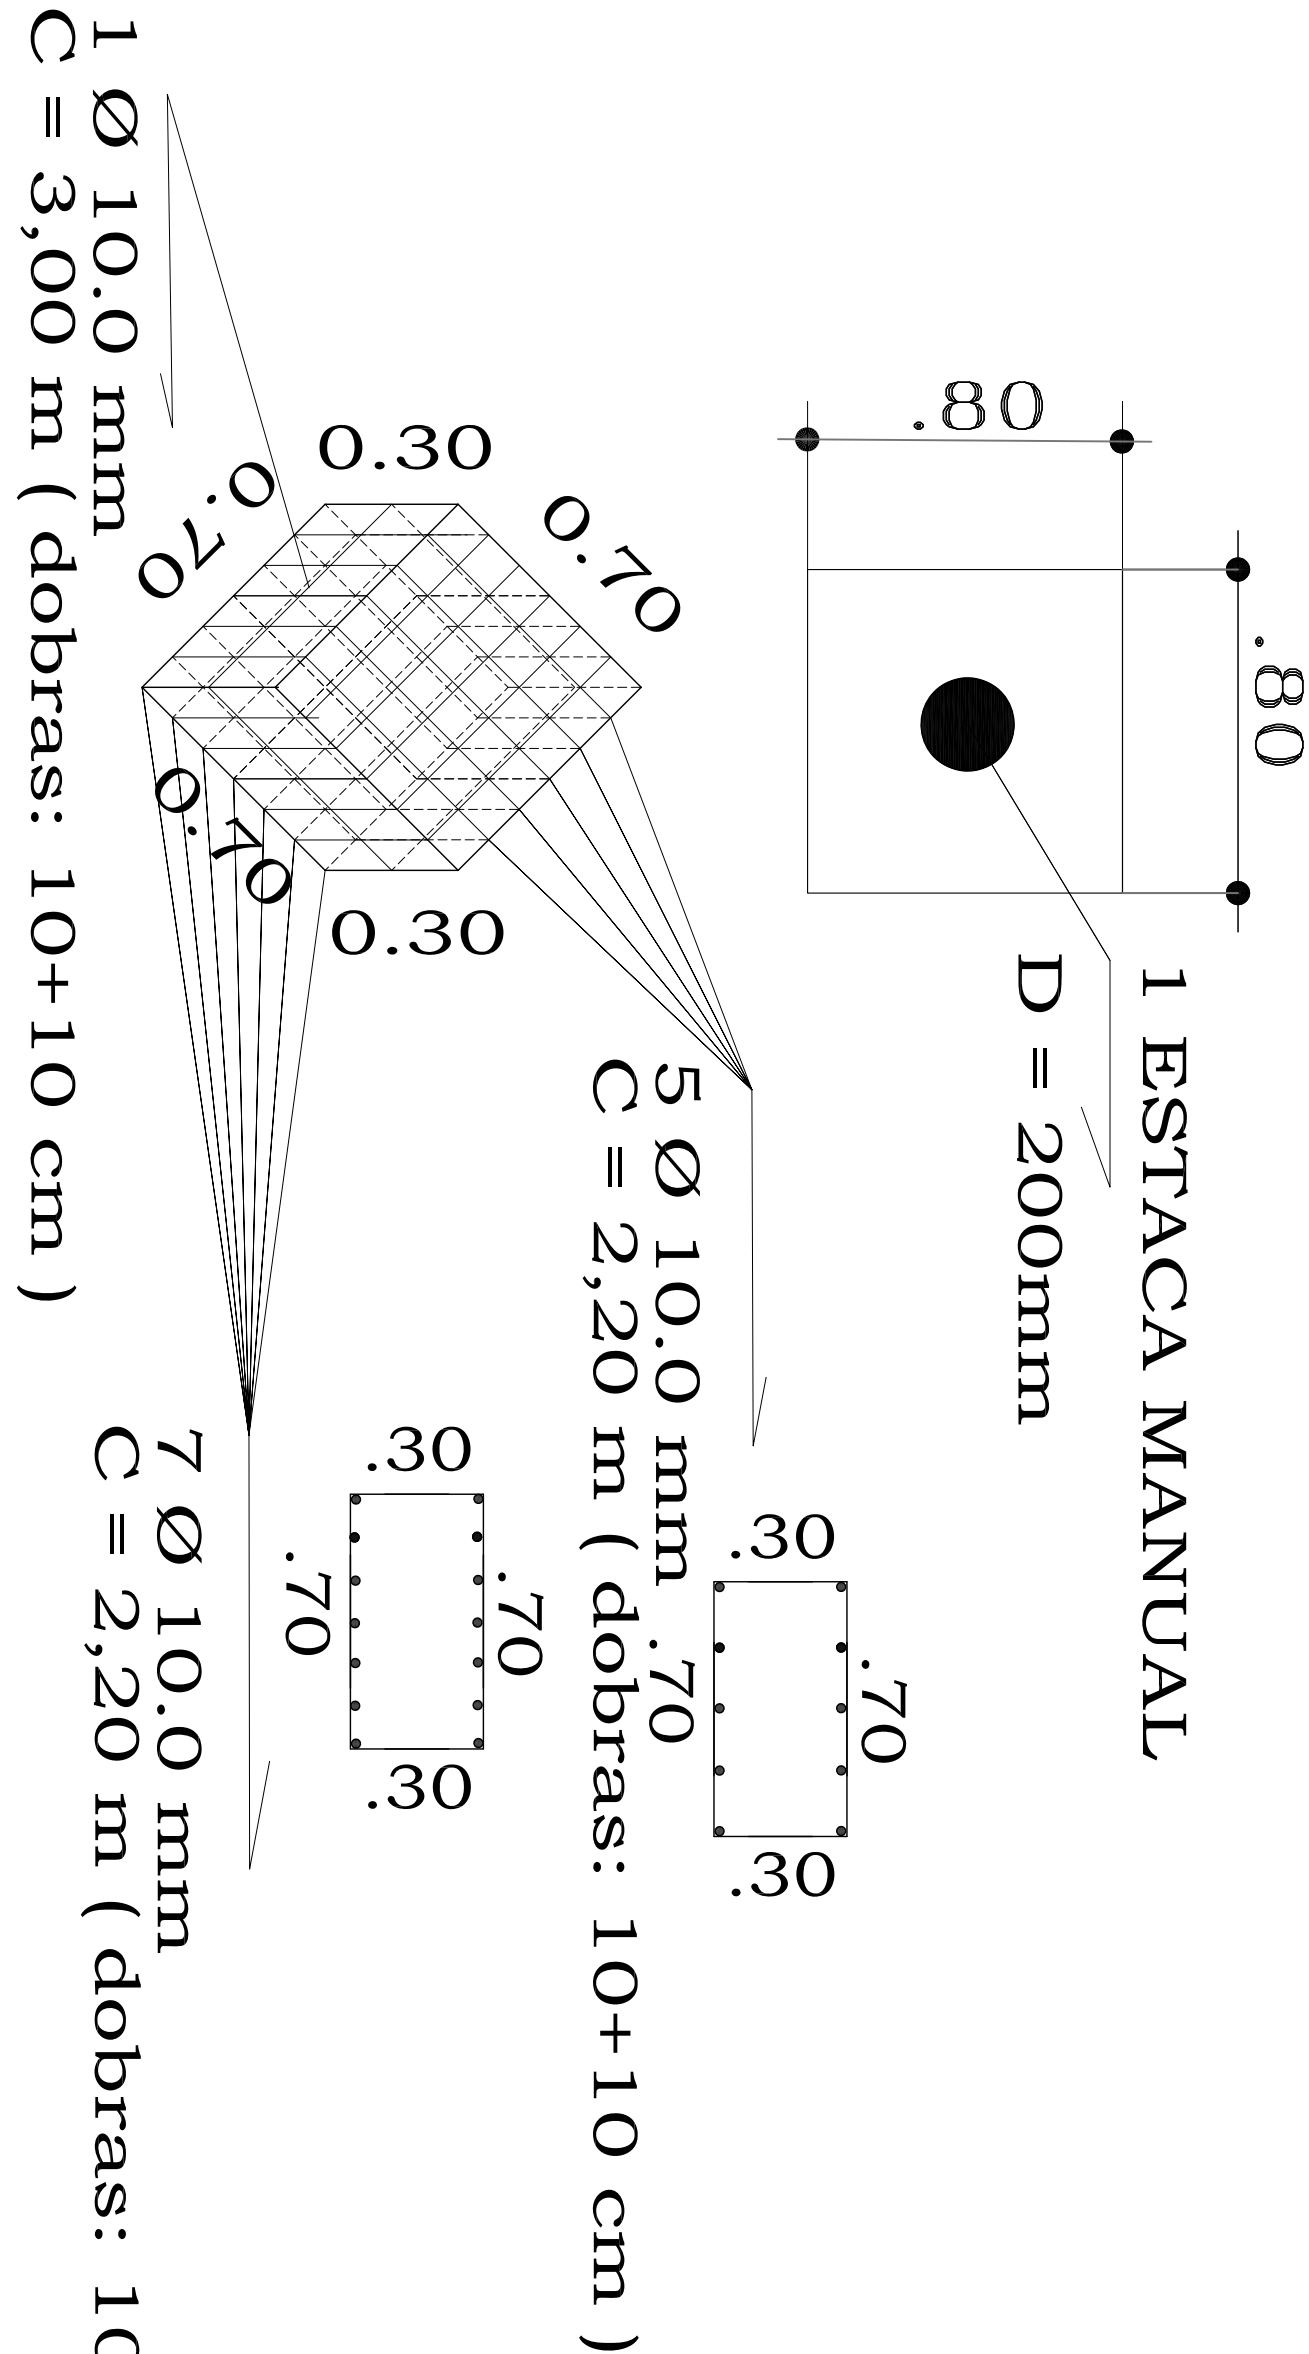 .80
.80
1 ESTACA MANUAL
D = 200mm
5 Ø 10.0 mm
C = 2,20 m ( dobras: 10+10 cm )
.30
.70
.70
.30
0.30
0.70
0.70
0.70
0.30
7 Ø 10.0 mm
C = 2,20 m ( dobras: 10
.30
.70
.70
.30
1 Ø 10.0 mm
C = 3,00 m ( dobras: 10+10 cm )